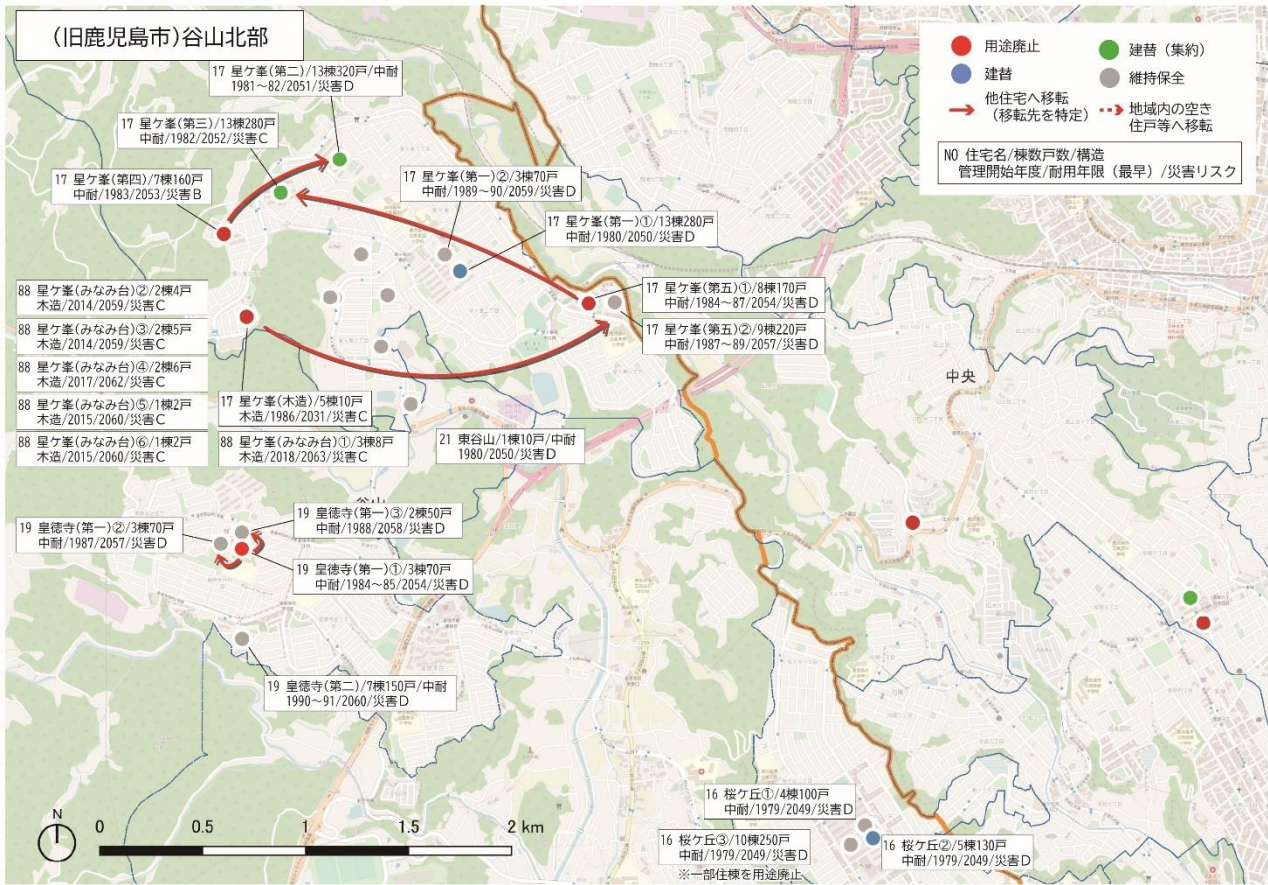 (旧鹿児島市)谷山北部
用途廃止
建替(集約)
建替
維持保全
他住宅へ移転
(移転先を特定)
地域内の空き
住戸等へ移転
NO 住宅名/棟数戸数/構造
管理開始年度/耐用年限(最早)/災害リスク
17 星ケ峯(第二)/13棟320戸/中耐
1981~82/2051/災害D
17 星ケ峯(第三)/13棟280戸
中耐/1982/2052/災害C
17 星ケ峯(第四)/7棟160戸
中耐/1983/2053/災害B
17 星ケ峯(第一)②/3棟70戸
中耐/1989~90/2059/災害D
17 星ケ峯(第一)①/13棟280戸
中耐/1980/2050/災害D
17 星ケ峯(第五)①/8棟170戸
中耐/1984~87/2054/災害D
17 星ケ峯(第五)②/9棟220戸
中耐/1987~89/2057/災害D
88 星ケ峯(みなみ台)②/2棟4戸
木造/2014/2059/災害C
88 星ケ峯(みなみ台)③/2棟5戸
木造/2014/2059/災害C
88 星ケ峯(みなみ台)④/2棟6戸
木造/2017/2062/災害C
88 星ケ峯(みなみ台)⑤/1棟2戸
木造/2015/2060/災害C
88 星ケ峯(みなみ台)⑥/1棟2戸
木造/2015/2060/災害C
17 星ケ峯(木造)/5棟10戸
木造/1986/2031/災害C
88 星ケ峯(みなみ台)①/3棟8戸
木造/2018/2063/災害C
21 東谷山/1棟10戸/中耐
1980/2050/災害D
中央
谷山
19 皇徳寺(第一)③/2棟50戸
中耐/1988/2058/災害D
19 皇徳寺(第一)②/3棟70戸
中耐/1987/2057/災害D
19 皇徳寺(第一)①/3棟70戸
中耐/1984~85/2054/災害D
19 皇徳寺(第二)/7棟150戸/中耐
1990~91/2060/災害D
16 桜ケ丘①/4棟100戸
中耐/1979/2049/災害D
16 桜ケ丘③/10棟250戸
中耐/1979/2049/災害D
※一部住棟を用途廃止
16 桜ケ丘②/5棟130戸
中耐/1979/2049/災害D
N
0 0.5 1 1.5 2 km